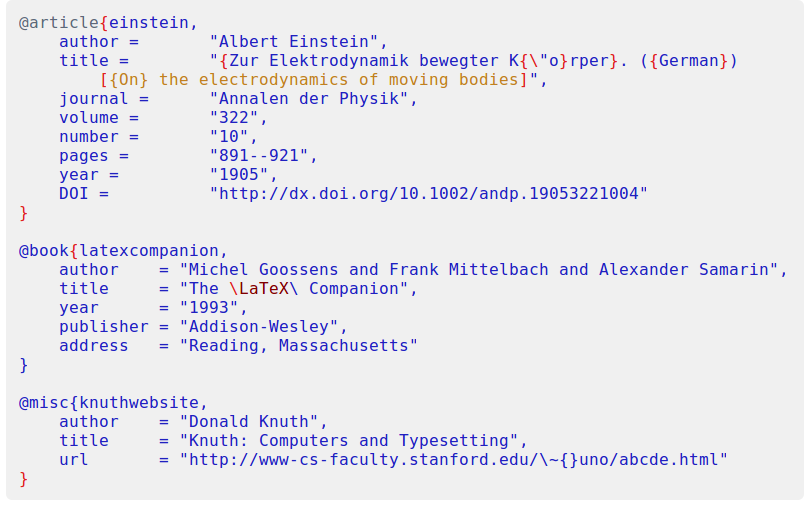 @article{einstein,
    author =       "Albert Einstein",
    title =        "{Zur Elektrodynamik bewegter K{\"o}rper}. ({German})
        [{On} the electrodynamics of moving bodies]",
    journal =      "Annalen der Physik",
    volume =       "322",
    number =       "10",
    pages =        "891--921",
    year =         "1905",
    DOI =          "http://dx.doi.org/10.1002/andp.19053221004"
}

@book{latexcompanion,
    author    = "Michel Goossens and Frank Mittelbach and Alexander Samarin",
    title     = "The \LaTeX\ Companion",
    year      = "1993",
    publisher = "Addison-Wesley",
    address   = "Reading, Massachusetts"
}

@misc{knuthwebsite,
    author    = "Donald Knuth",
    title     = "Knuth: Computers and Typesetting",
    url       = "http://www-cs-faculty.stanford.edu/\~{}uno/abcde.html"
}